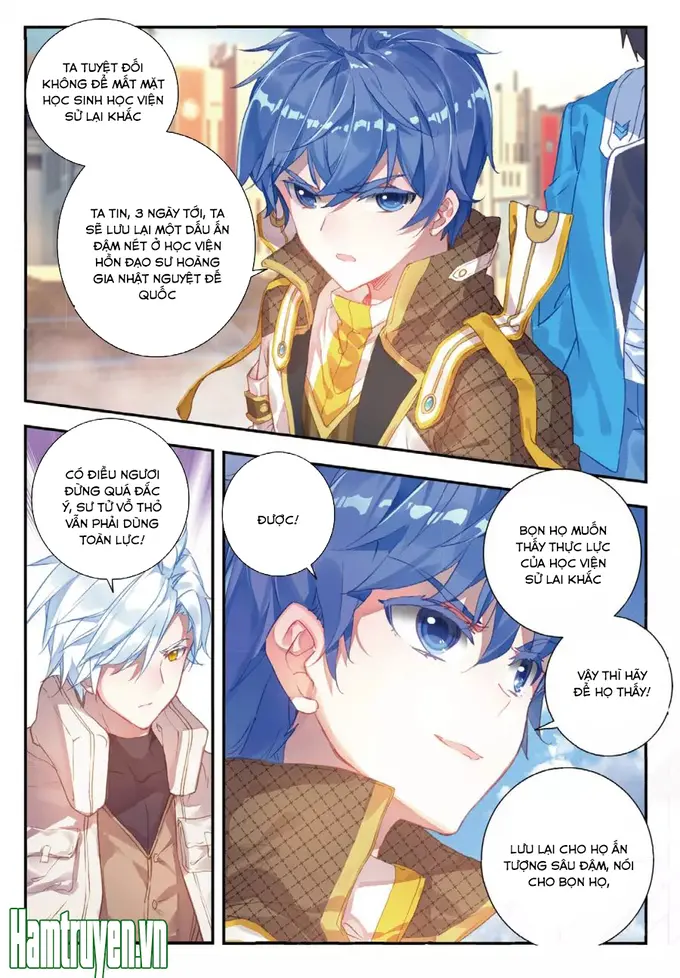 TA TUYỆT ĐỐI
KHÔNG ĐỂ MẤT MẶT
HỌC SINH HỌC VIỆN
SỬ LẠI KHẮC
TA TIN, 3 NGÀY TỚI, TA
SẼ LƯU LẠI MỘT DẤU ẤN
ĐẬM NÉT Ở HỌC VIỆN
HỒN ĐẠO SƯ HOÀNG
GIA NHẬT NGUYỆT ĐẾ
QUỐC
CÓ ĐIỀU NGƯƠI
ĐỪNG QUÁ ĐẮC
Ý, SƯ TỬ VỒ THỎ
VẪN PHẢI DÙNG
TOÀN LỰC!
ĐƯỢC!
BỌN HỌ MUỐN
THẤY THỰC LỰC
CỦA HỌC VIỆN
SỬ LAI KHẮC
VẬY THÌ HÃY
ĐỂ HỌ THẤY!
LƯU LẠI CHO HỌ ẤN
TƯỢNG SÂU ĐẬM, NÓI
CHO BỌN HỌ,
Hamtruyen.vn